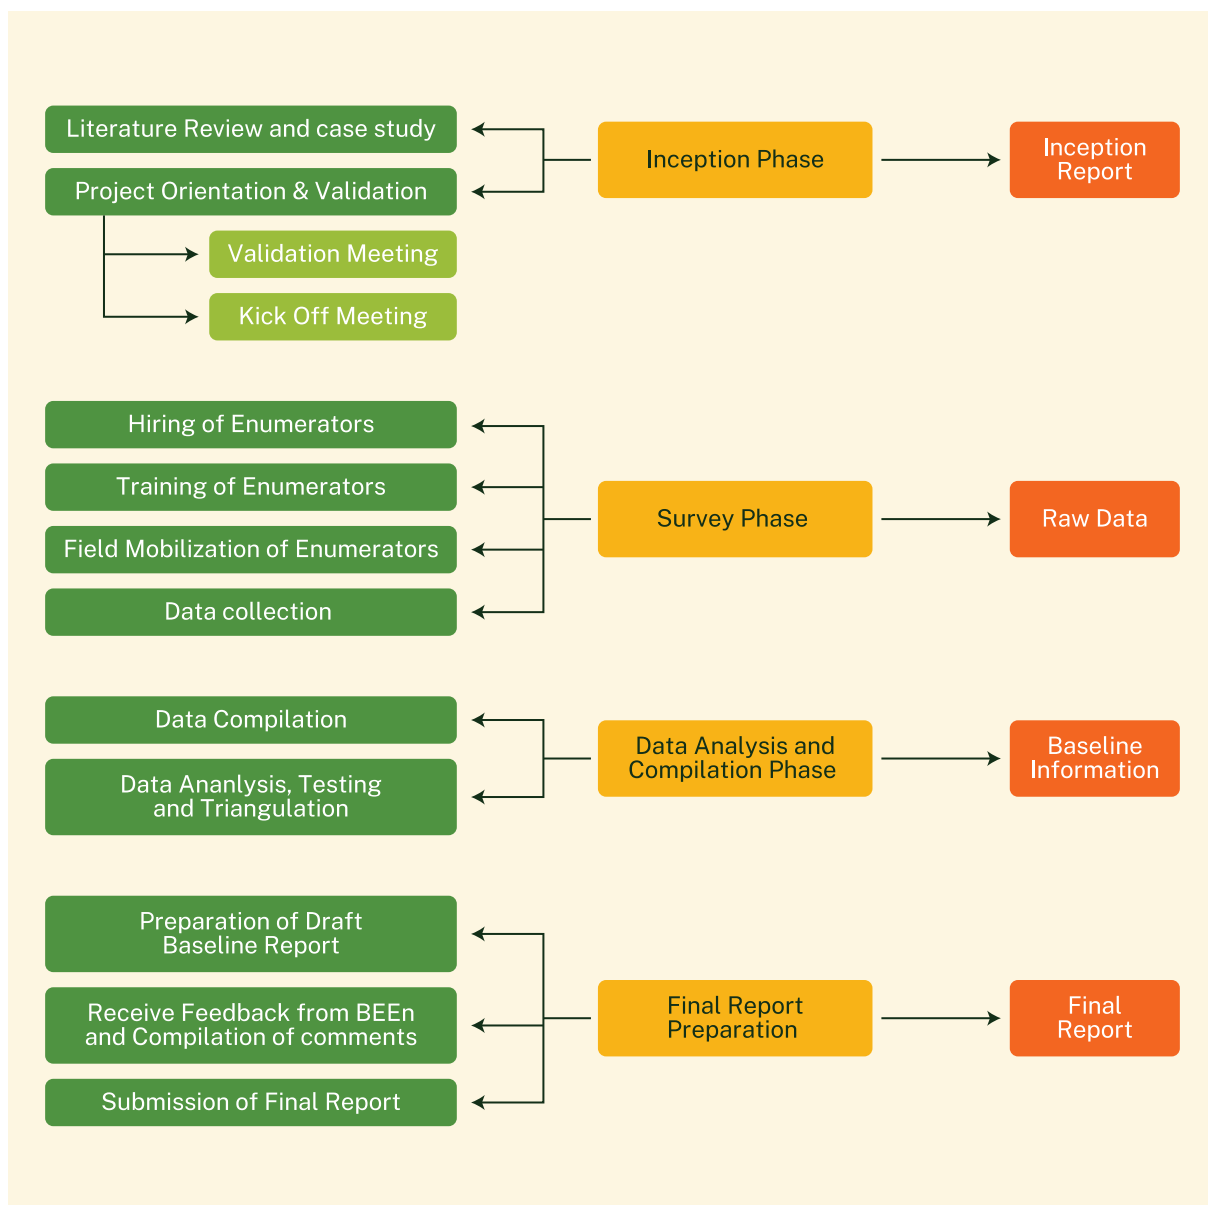 Literature Review and case study
Project Orientation & Validation
Validation Meeting
Kick Off Meeting
Inception Phase
Inception
Report
Hiring of Enumerators
Training of Enumerators
Field Mobilization of Enumerators
Data collection
Survey Phase
Raw Data
Data Compilation
Data Ananlysis, Testing
and Triangulation
Data Analysis and
Compilation Phase
Baseline
Information
Preparation of Draft
Baseline Report
Receive Feedback from BEEn
and Compilation of comments
Submission of Final Report
Final Report
Preparation
Final
Report